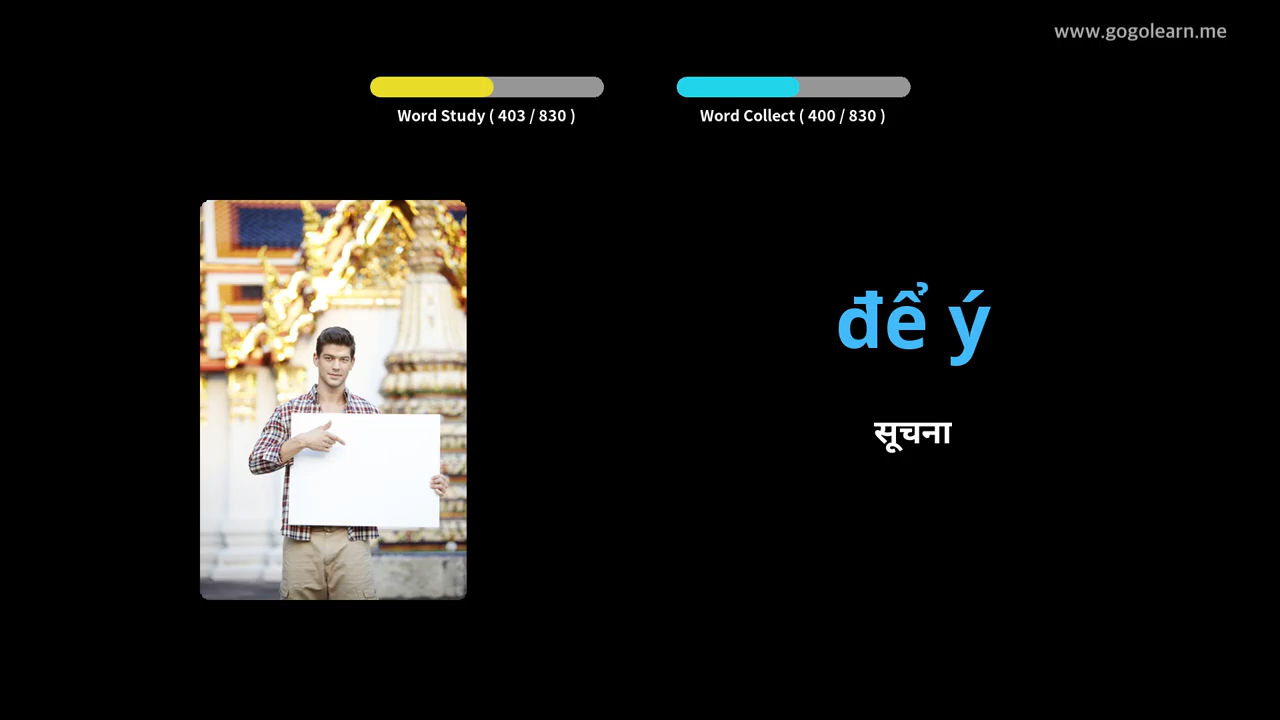 www.gogolearn.me
Word Study ( 403 / 830 )
Word Collect ( 400 / 830 )
để ý
सूचना